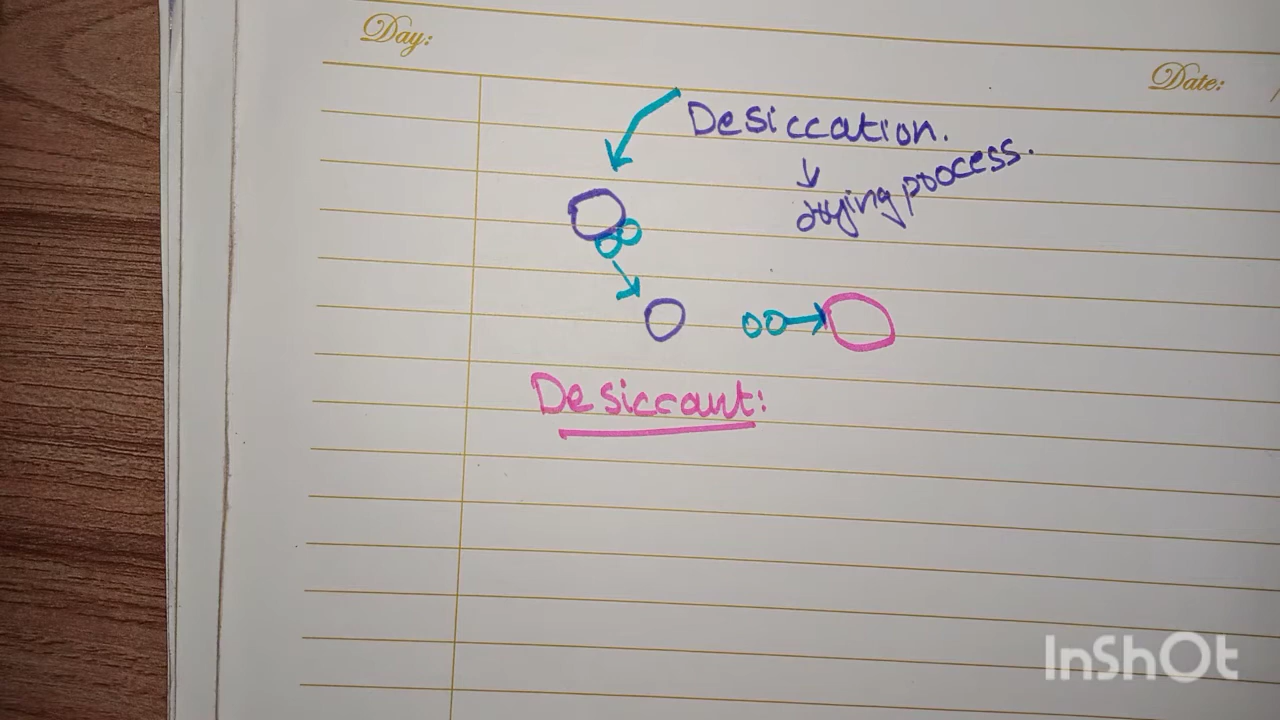 Day:
Date:
Desiccation.
drying process.
Desiccant:
InShOt